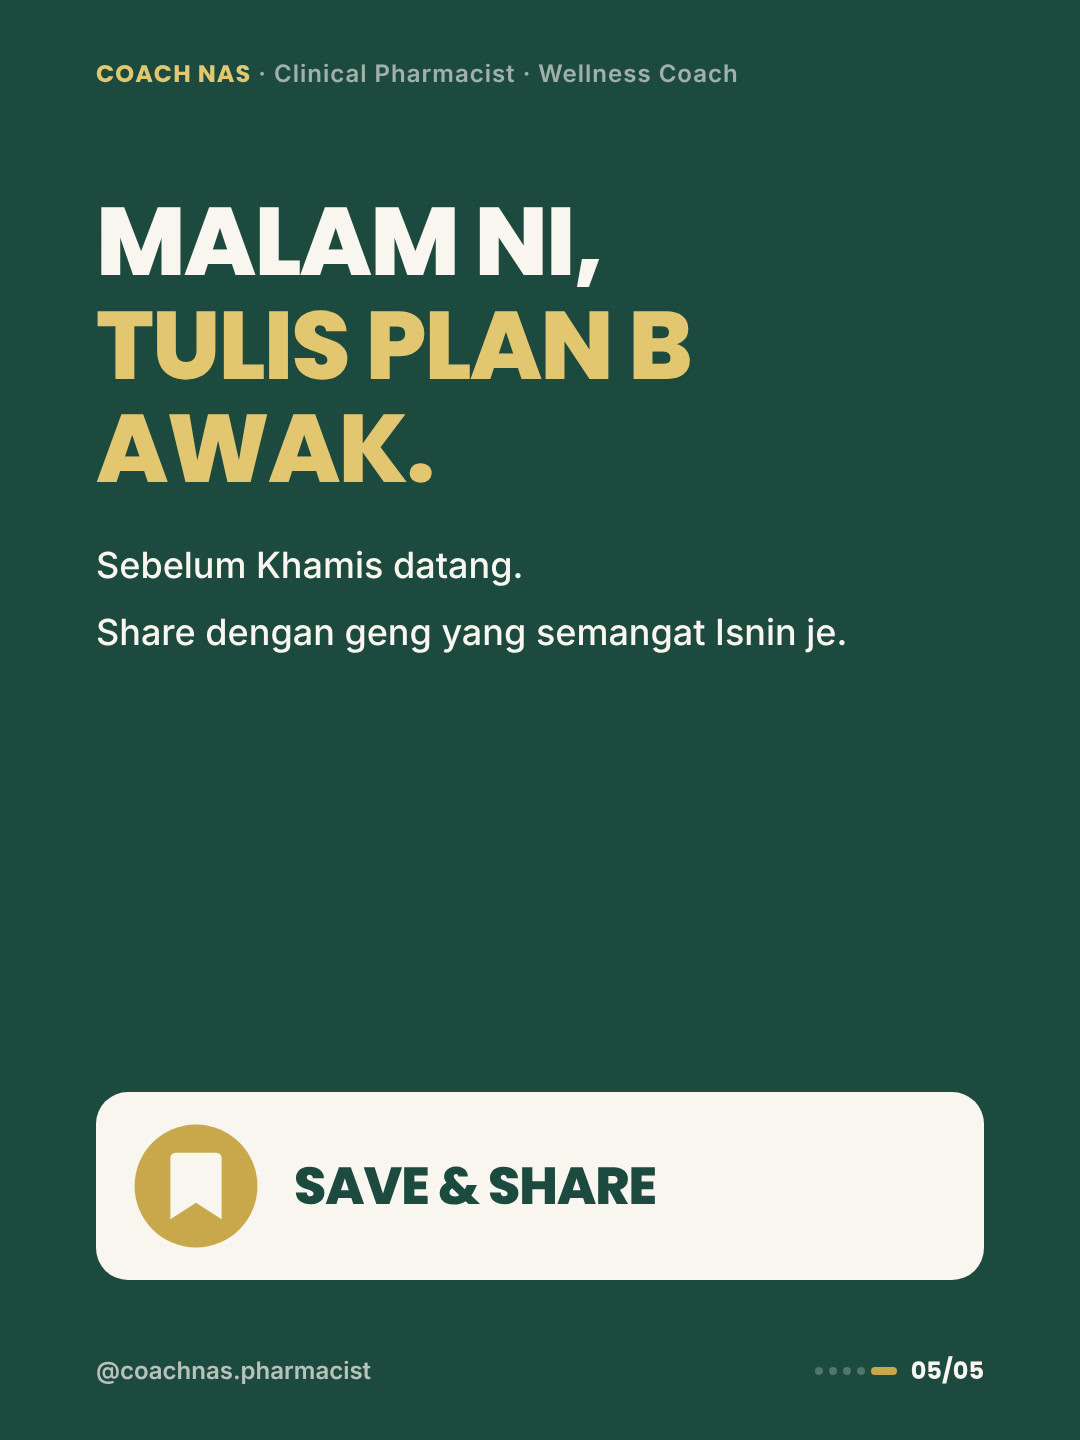 COACH NAS · Clinical Pharmacist · Wellness Coach
MALAM NI,
TULIS PLAN B
AWAK.
Sebelum Khamis datang.
Share dengan geng yang semangat Isnin je.
SAVE & SHARE
@coachnas.pharmacist
05/05